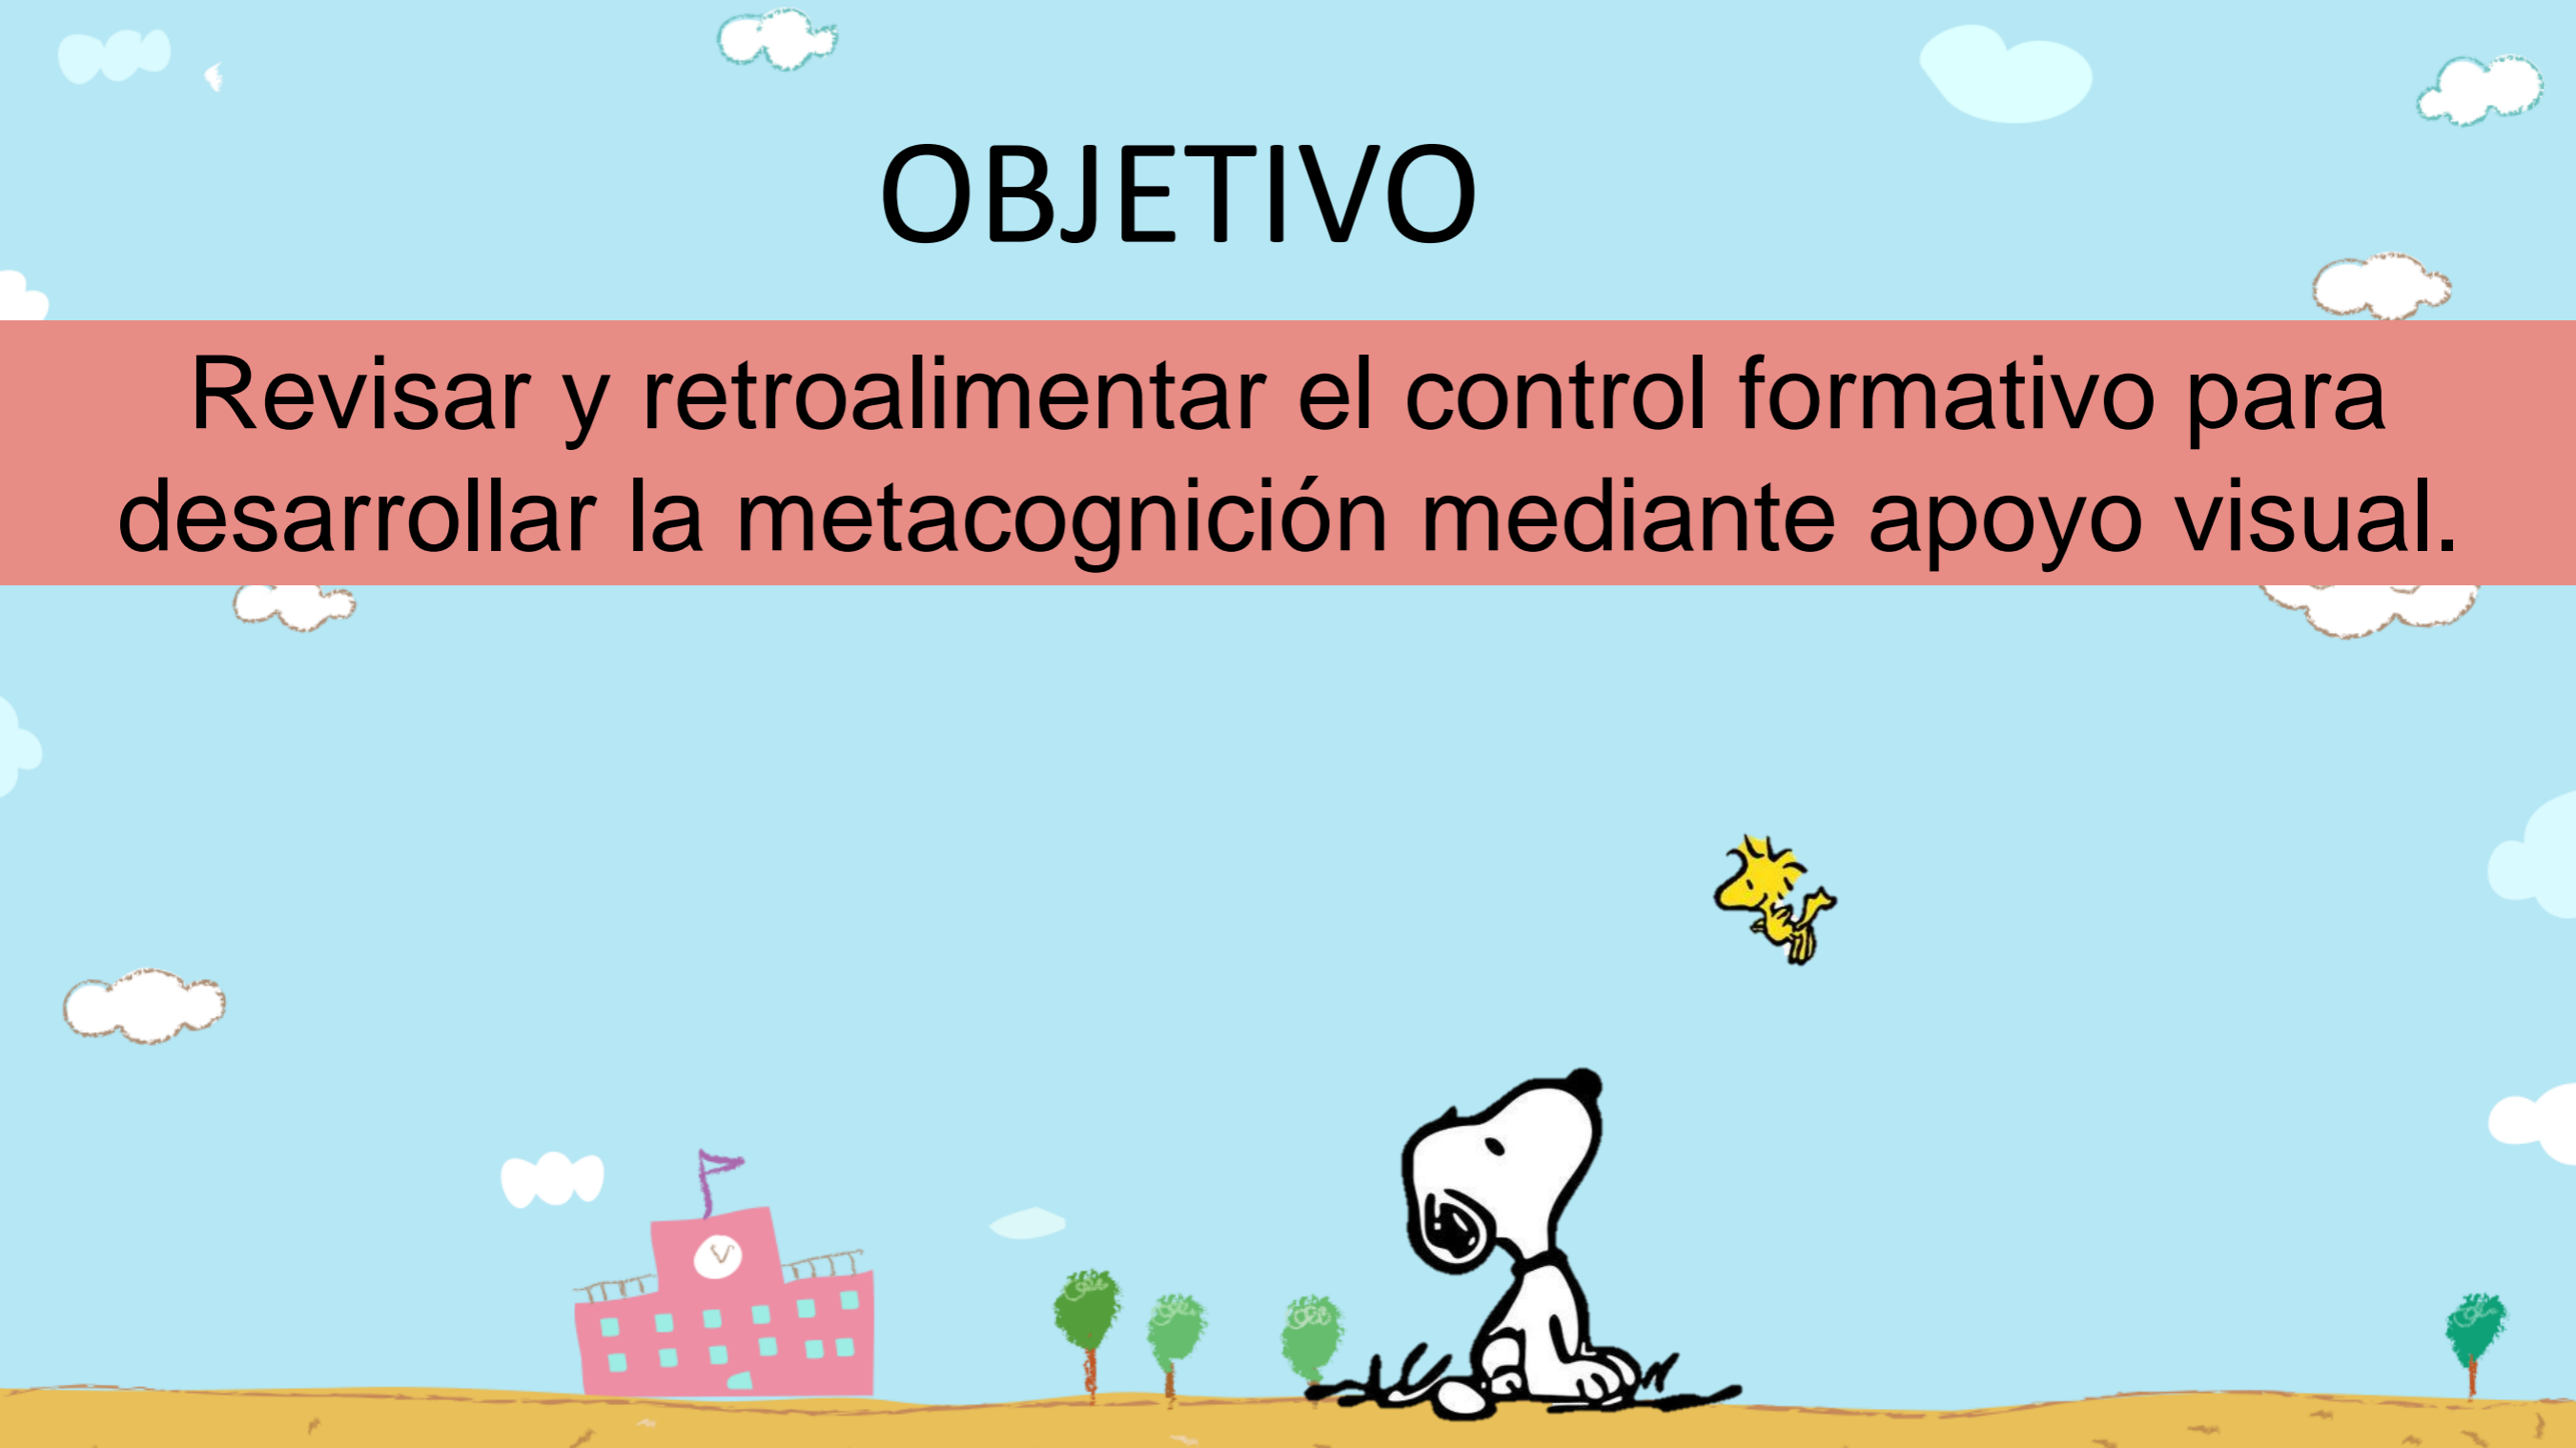 OBJETIVO
Revisar y retroalimentar el control formativo para
desarrollar la metacognición mediante apoyo visual.